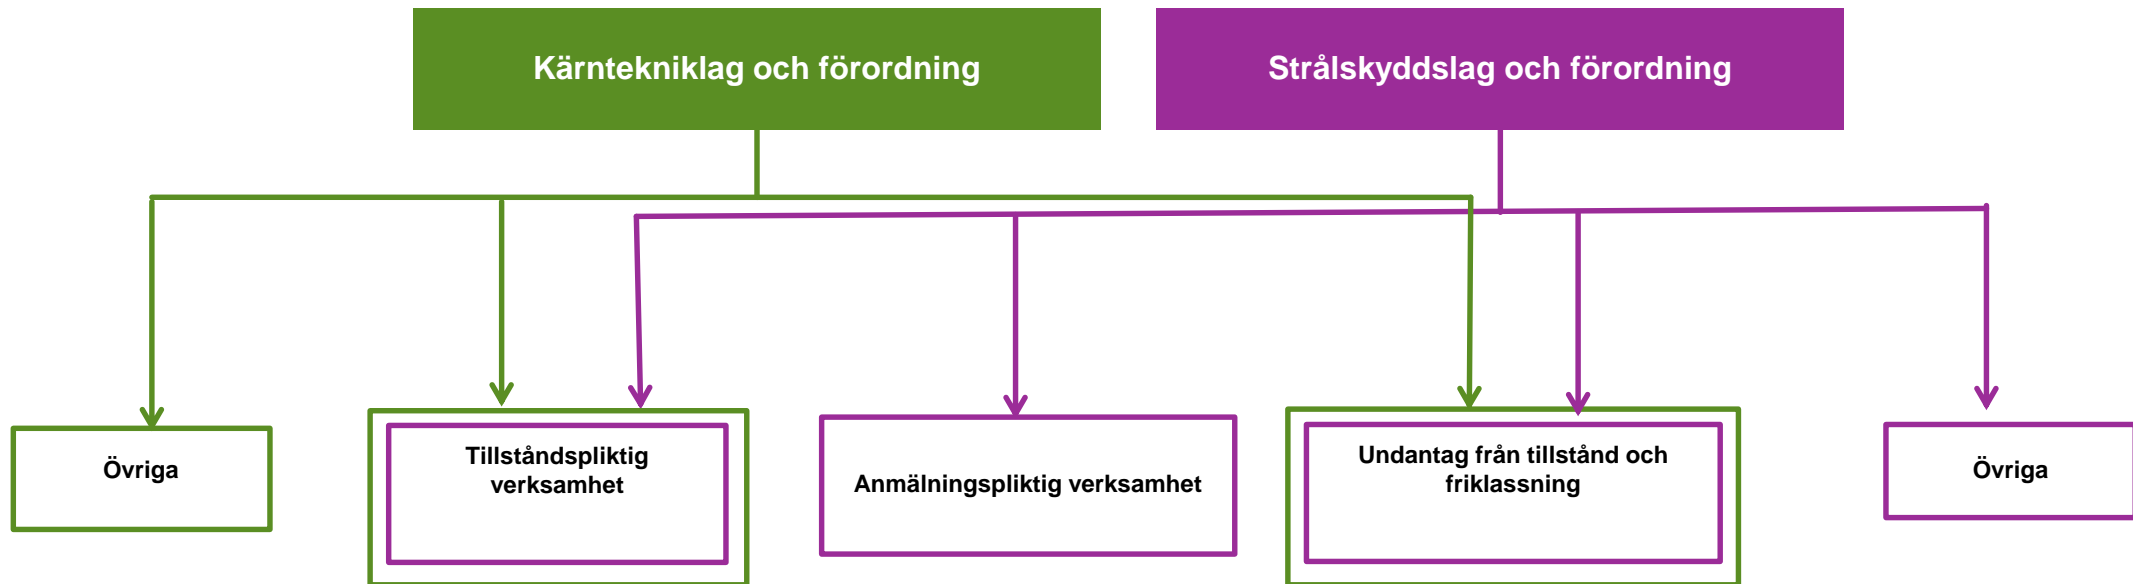 Kärntekniklag och förordning
Strålskyddslag och förordning
Övriga
Tillståndspliktig
verksamhet
Anmälningspliktig verksamhet
Undantag från tillstånd och
friklassning
Övriga